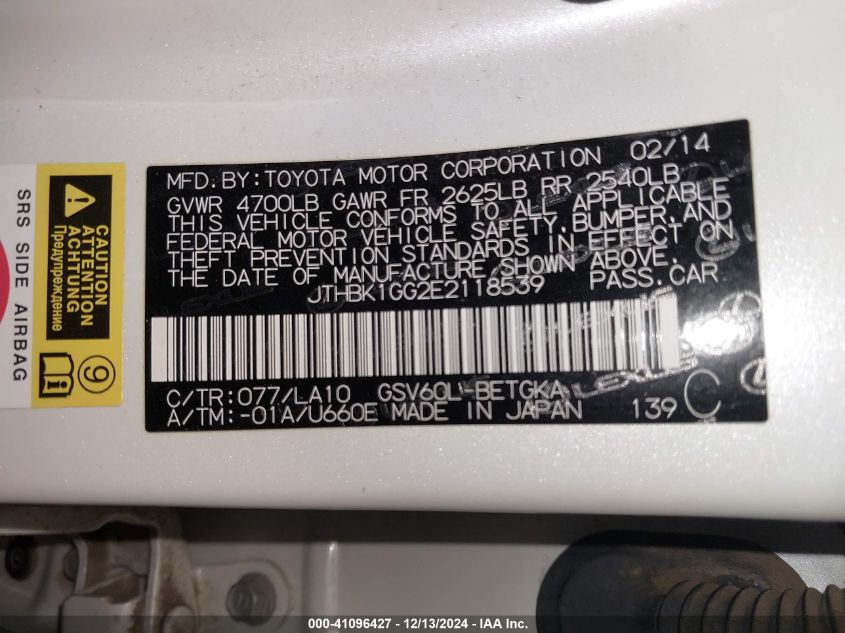 MFD.BY:TOYOTA MOTOR CORPORATION 02/14
GVWR 4700LB GAWR FR 2625LB RR 2540LB
THIS VEHICLE CONFORMS TO ALL APPLICABLE
FEDERAL MOTOR VEHICLE SAFETY,BUMPER,AND
THEFT PREVENTION STANDARDS IN EFFECT ON
THE DATE OF MANUFACTURE SHOWN ABOVE.
JTHBK1GG2E2118539 PASS.CAR
C/TR:077/LA10 GSV60L-BETGKA
A/TM:-01A/U660E MADE IN JAPAN 139 C
CAUTION
ATTENTION
ACHTUNG
Предупреждение
9
SRS SIDE AIRBAG
000-41096427 - 12/13/2024 - IAA Inc.